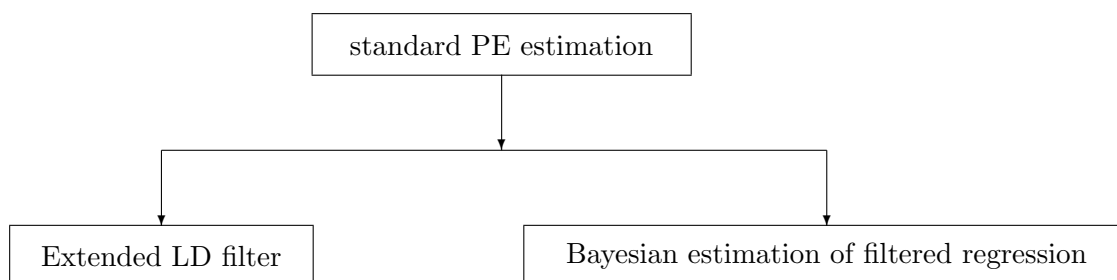 standard PE estimation
Extended LD filter
Bayesian estimation of filtered regression